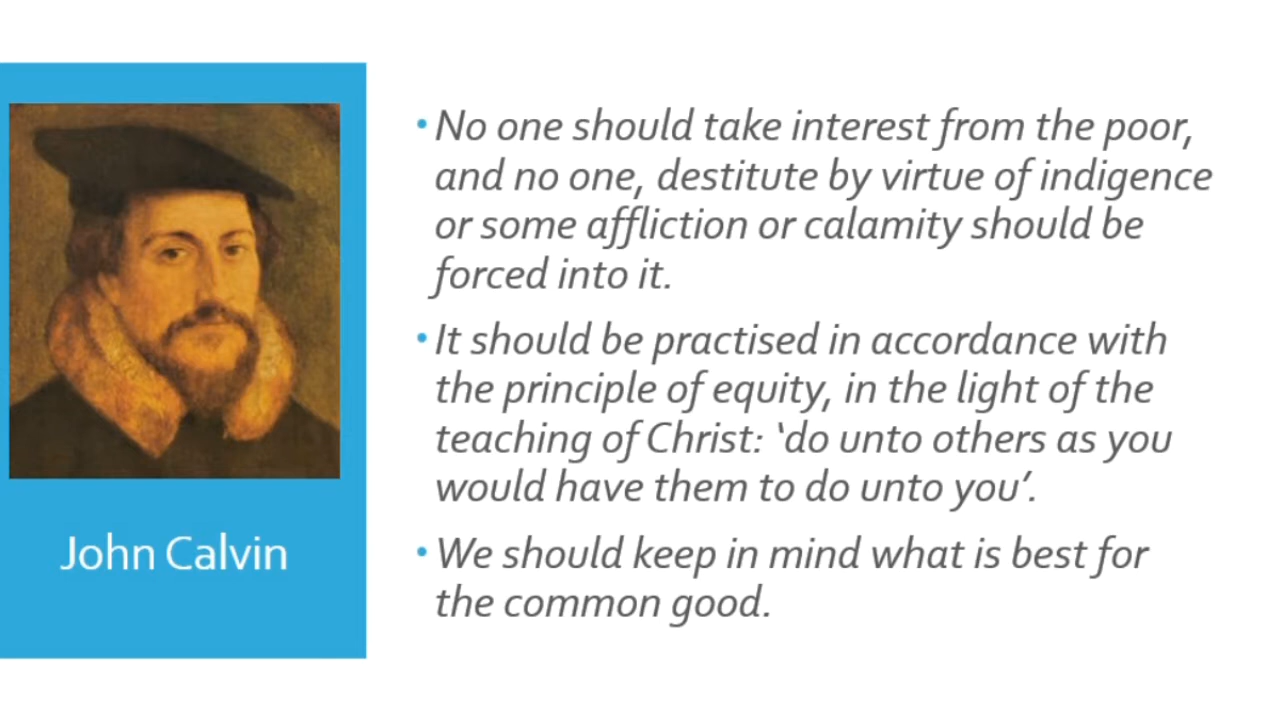 John Calvin
• No one should take interest from the poor,
and no one, destitute by virtue of indigence
or some affliction or calamity should be
forced into it.
• It should be practised in accordance with
the principle of equity, in the light of the
teaching of Christ: ‘do unto others as you
would have them to do unto you’.
• We should keep in mind what is best for
the common good.